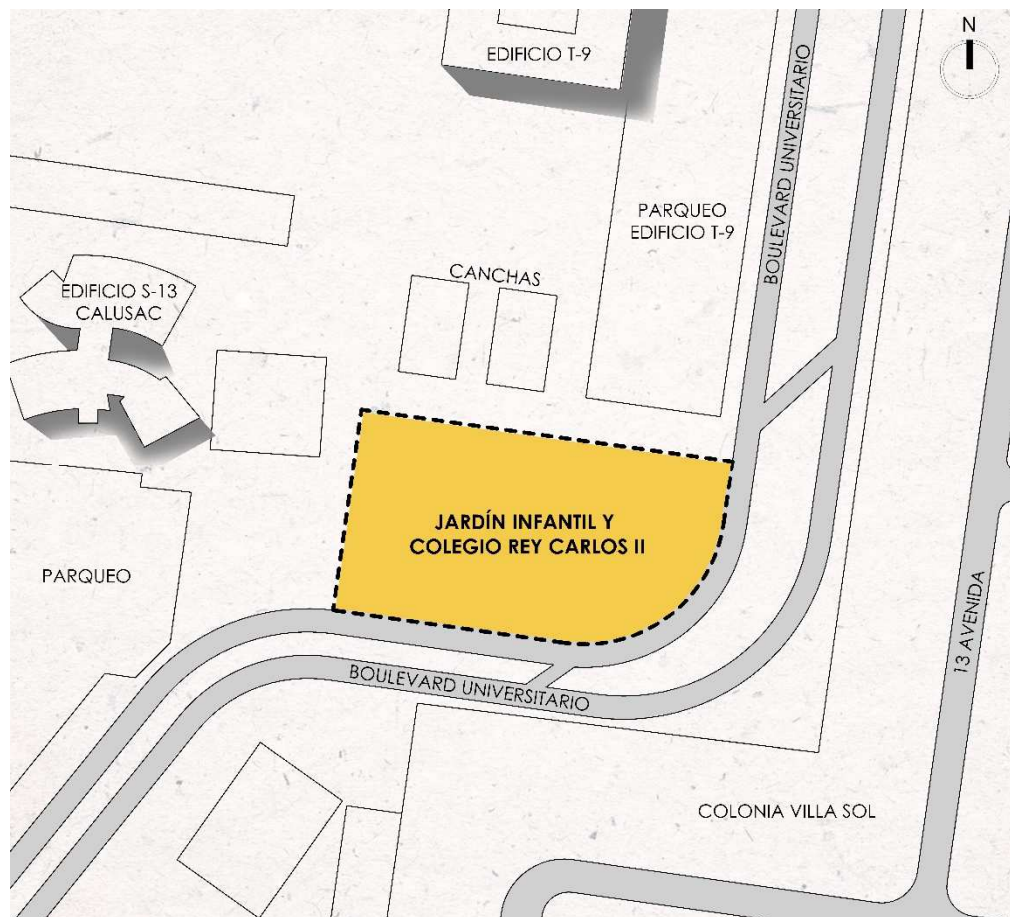 N
EDIFICIO T-9
BOULEVARD UNIVERSITARIO
PARQUEO
EDIFICIO T-9
CANCHAS
EDIFICIO S-13
CALUSAC
JARDÍN INFANTIL Y
COLEGIO REY CARLOS II
PARQUEO
13 AVENIDA
BOULEVARD UNIVERSITARIO
COLONIA VILLA SOL